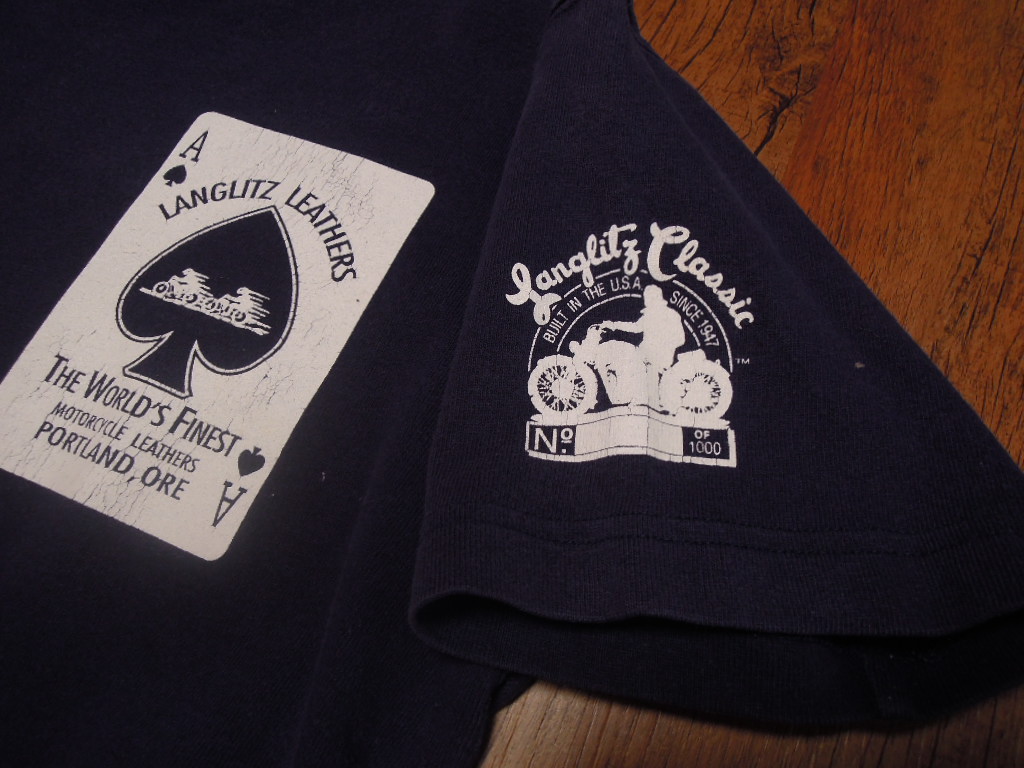 A
LANGLITZ LEATHERS
THE WORLD'S FINEST
MOTORCYCLE LEATHERS
PORTLAND, ORE
A
Langlitz Classic
BUILT IN THE U.S.A. SINCE 1947
TM
Nº. OF 1000